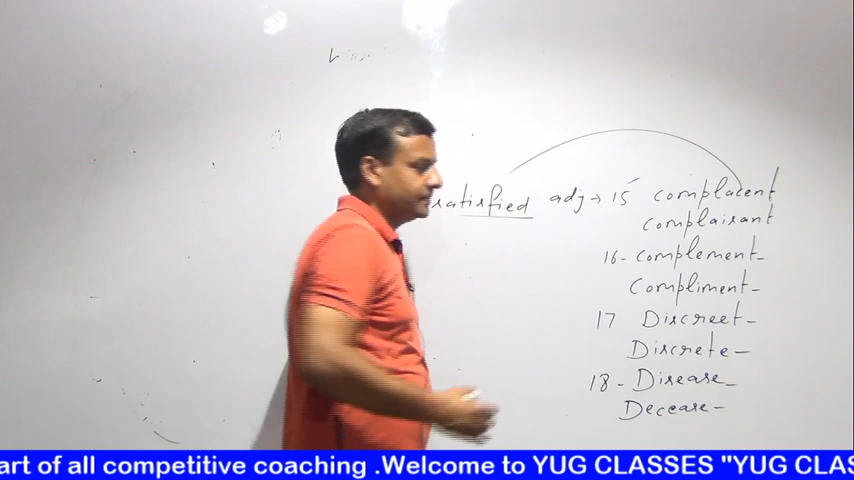 satisfied adj→ 15 complacent
complaisant
16- complement-
compliment-
17 Discreet-
Discrete-
18- Disease-
Decease-
art of all competitive coaching .Welcome to YUG CLASSES "YUG CLAS